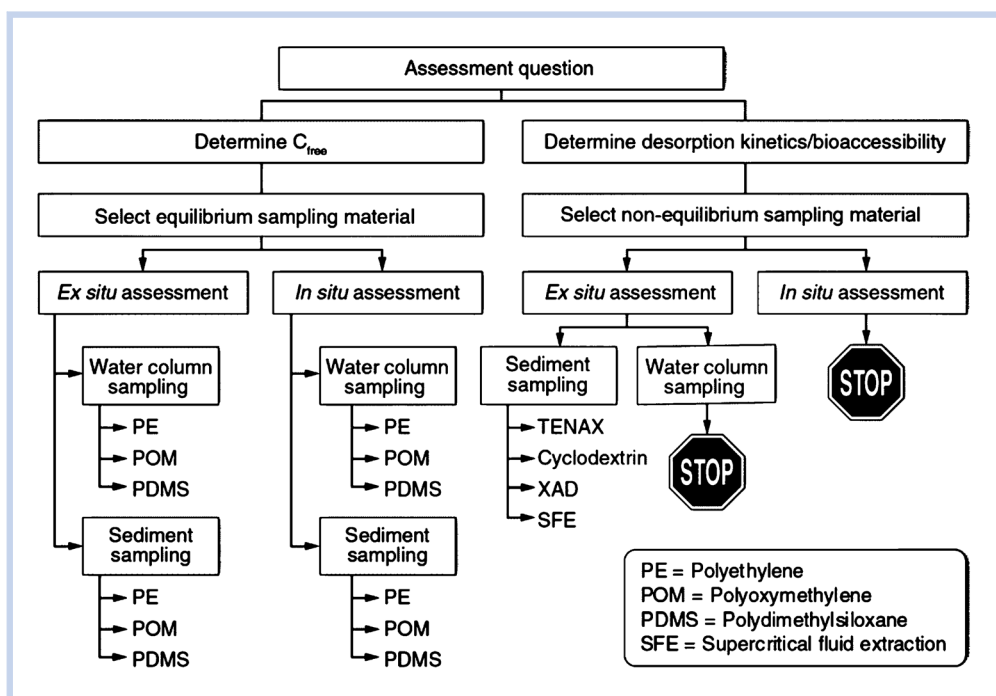 Assessment question
Determine Cfree
Determine desorption kinetics/bioaccessibility
Select equilibrium sampling material
Select non-equilibrium sampling material
Ex situ assessment
In situ assessment
Ex situ assessment
In situ assessment
Water column
sampling
PE
POM
PDMS
Sediment
sampling
PE
POM
PDMS
Water column
sampling
PE
POM
PDMS
Sediment
sampling
PE
POM
PDMS
Sediment
sampling
TENAX
Cyclodextrin
XAD
SFE
Water column
sampling
STOP
STOP
PE = Polyethylene
POM = Polyoxymethylene
PDMS = Polydimethylsiloxane
SFE = Supercritical fluid extraction